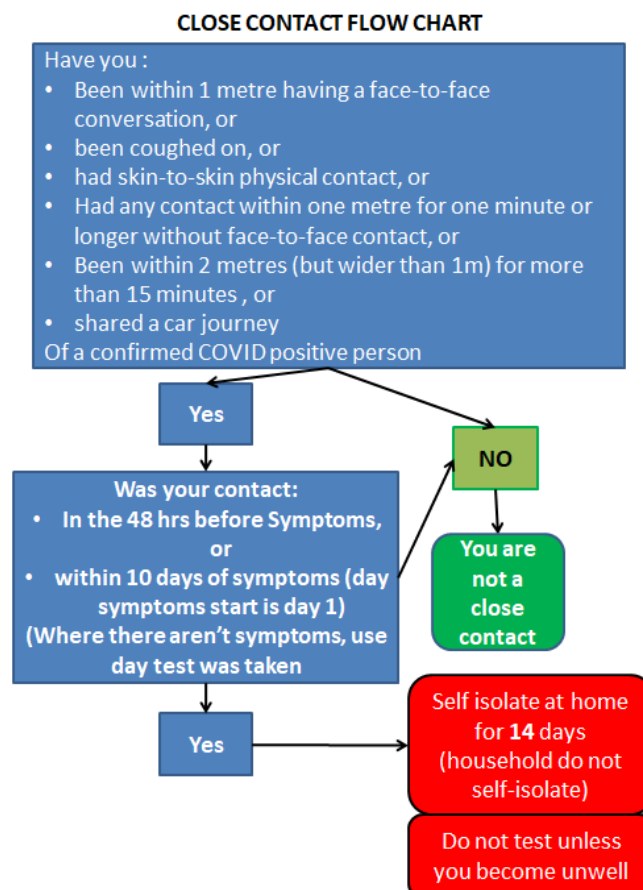 CLOSE CONTACT FLOW CHART
Have you :
• Been within 1 metre having a face-to-face
conversation, or
• been coughed on, or
• had skin-to-skin physical contact, or
• Had any contact within one metre for one minute or
longer without face-to-face contact, or
• Been within 2 metres (but wider than 1m) for more
than 15 minutes , or
• shared a car journey
Of a confirmed COVID positive person
Yes
NO
Was your contact:
• In the 48 hrs before Symptoms,
or
• within 10 days of symptoms (day
symptoms start is day 1)
(Where there aren't symptoms, use
day test was taken
You are
not a
close
contact
Yes
Self isolate at home
for 14 days
(household do not
self-isolate)
Do not test unless
you become unwell